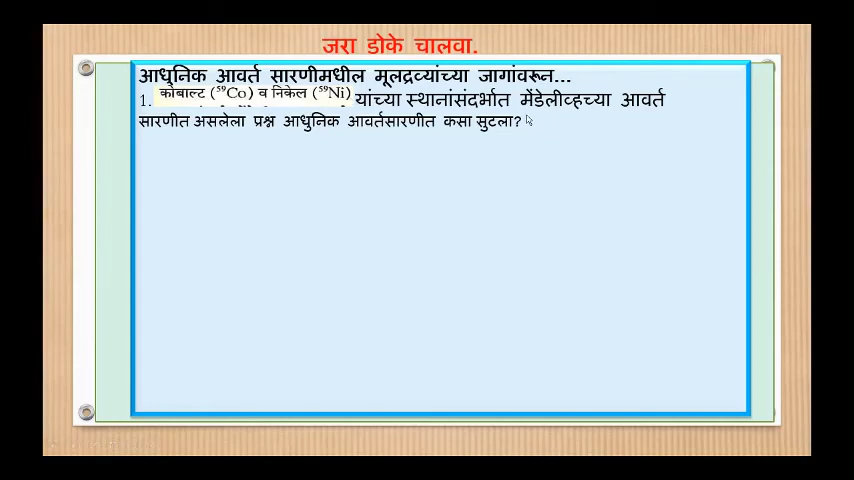 जरा डोके चालवा.
आधुनिक आवर्त सारणीमधील मूलद्रव्यांच्या जागांवरून...
1. कोबाल्ट (⁵⁹Co) व निकेल (⁵⁹Ni) यांच्या स्थानांसंदर्भात मेंडेलीव्हच्या आवर्त
सारणीत असलेला प्रश्न आधुनिक आवर्तसारणीत कसा सुटला?